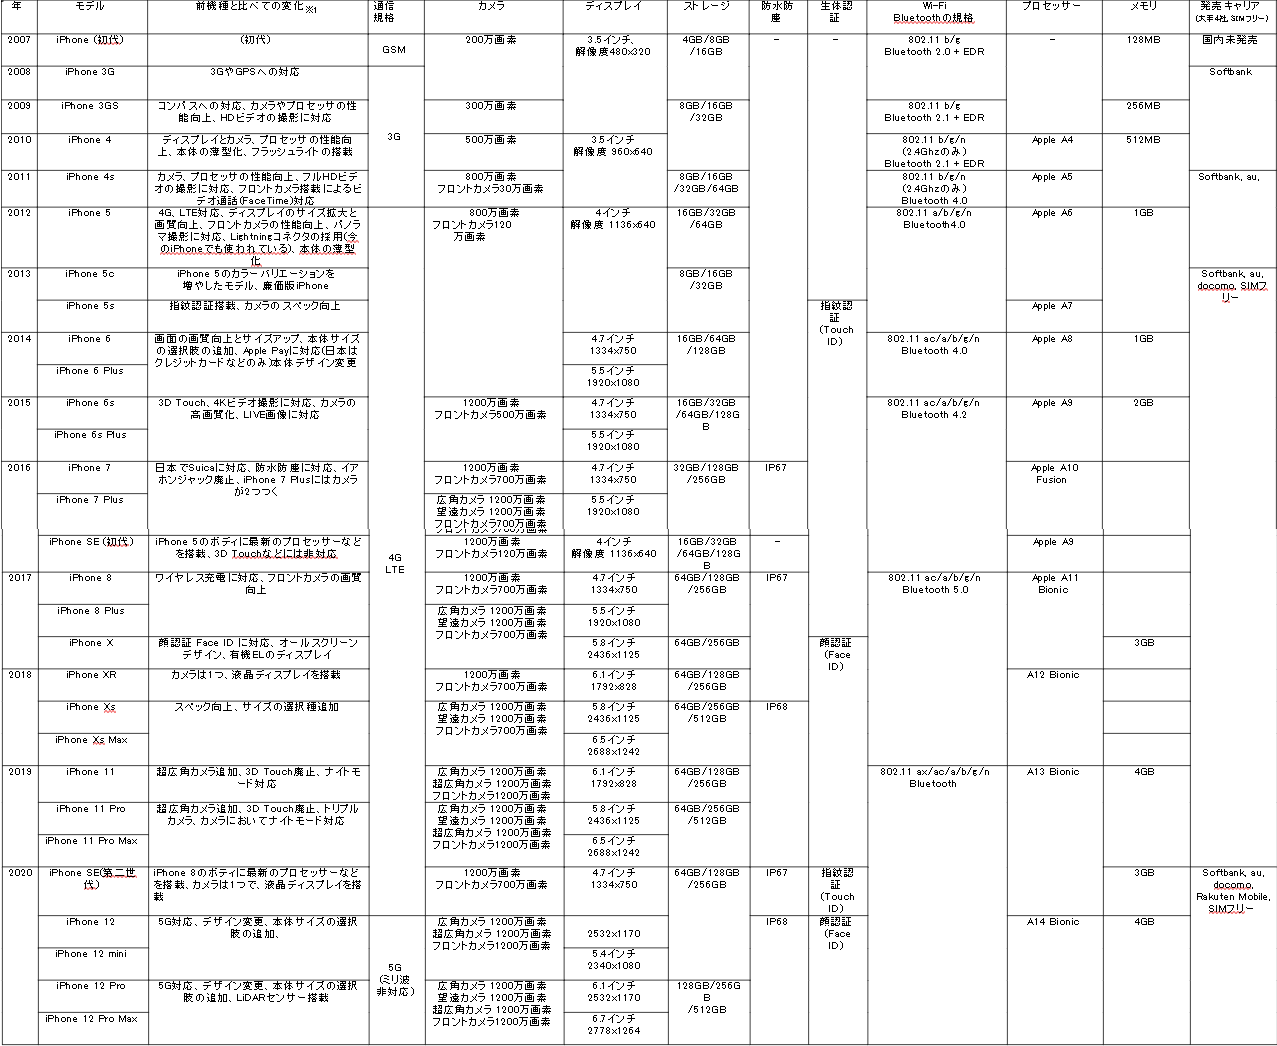 年 モデル 前機種と比べての変化※1 通信規格 カメラ ディスプレイ ストレージ 防水防塵 生体認証 Wi-Fi Bluetoothの規格 プロセッサー メモリ 発売キャリア (大手4社, SIMフリー)
2007 iPhone (初代) (初代) GSM 200万画素 3.5インチ、解像度480x320 4GB/8GB/16GB - - 802.11 b/g Bluetooth 2.0 + EDR - 128MB 国内未発売
2008 iPhone 3G 3GやGPSへの対応 3G Softbank
2009 iPhone 3GS コンパスへの対応、カメラやプロセッサの性能向上、HDビデオの撮影に対応 300万画素 8GB/16GB/32GB 802.11 b/g Bluetooth 2.1 + EDR 256MB
2010 iPhone 4 ディスプレイとカメラ、プロセッサの性能向上、本体の薄型化、フラッシュライトの搭載 500万画素 3.5インチ 解像度 960x640 802.11 b/g/n (2.4Ghzのみ) Bluetooth 2.1 + EDR Apple A4 512MB
2011 iPhone 4s カメラ、プロセッサの性能向上、フルHDビデオの撮影に対応、フロントカメラ搭載によるビデオ通話(FaceTime)対応 800万画素 フロントカメラ30万画素 8GB/16GB/32GB/64GB 802.11 b/g/n (2.4Ghzのみ) Bluetooth 4.0 Apple A5 Softbank, au,
2012 iPhone 5 4G、LTE対応、ディスプレイのサイズ拡大と画質向上、フロントカメラの性能向上、パノラマ撮影に対応、Lightningコネクタの採用(今のiPhoneでも使われている)、本体の薄型化 4G LTE 800万画素 フロントカメラ120万画素 4インチ 解像度 1136x640 16GB/32GB/64GB 802.11 a/b/g/n Bluetooth4.0 Apple A6 1GB
2013 iPhone 5c iPhone 5のカラーバリエーションを増やしたモデル、廉価版iPhone 8GB/16GB/32GB Softbank, au, docomo, SIMフリー
iPhone 5s 指紋認証搭載、カメラのスペック向上 指紋認証 (Touch ID) Apple A7
2014 iPhone 6 画面の画質向上とサイズアップ、本体サイズの選択肢の追加、Apple Payに対応(日本はクレジットカードなどのみ)本体デザイン変更 4.7インチ 1334x750 16GB/64GB/128GB 802.11 ac/a/b/g/n Bluetooth 4.0 Apple A8 1GB
iPhone 6 Plus 5.5インチ 1920x1080
2015 iPhone 6s 3D Touch、4Kビデオ撮影に対応、カメラの高画質化、LIVE画像に対応 1200万画素 フロントカメラ500万画素 4.7インチ 1334x750 16GB/32GB/64GB/128GB 802.11 ac/a/b/g/n Bluetooth 4.2 Apple A9 2GB
iPhone 6s Plus 5.5インチ 1920x1080
2016 iPhone 7 日本でSuicaに対応、防水防塵に対応、イアホンジャック廃止、iPhone 7 Plusにはカメラが2つつく 1200万画素 フロントカメラ700万画素 4.7インチ 1334x750 32GB/128GB/256GB IP67 Apple A10 Fusion
iPhone 7 Plus 広角カメラ 1200万画素 望遠カメラ 1200万画素 フロントカメラ700万画素 5.5インチ 1920x1080
iPhone SE(初代) iPhone 5のボディに最新のプロセッサーなどを搭載、3D Touchなどには非対応 1200万画素 フロントカメラ120万画素 4インチ 解像度 1136x640 16GB/32GB/64GB/128GB - Apple A9
2017 iPhone 8 ワイヤレス充電に対応、フロントカメラの画質向上 1200万画素 フロントカメラ700万画素 4.7インチ 1334x750 64GB/128GB/256GB IP67 802.11 ac/a/b/g/n Bluetooth 5.0 Apple A11 Bionic
iPhone 8 Plus 広角カメラ 1200万画素 望遠カメラ 1200万画素 フロントカメラ700万画素 5.5インチ 1920x1080
iPhone X 顔認証 Face ID に対応、オールスクリーンデザイン、有機ELのディスプレイ 5.8インチ 2436x1125 64GB/256GB 顔認証 (Face ID) 3GB
2018 iPhone XR カメラは1つ、液晶ディスプレイを搭載 1200万画素 フロントカメラ700万画素 6.1インチ 1792x828 64GB/128GB/256GB A12 Bionic
iPhone Xs スペック向上、サイズの選択種追加 広角カメラ 1200万画素 望遠カメラ 1200万画素 フロントカメラ700万画素 5.8インチ 2436x1125 64GB/256GB/512GB IP68
iPhone Xs Max 6.5インチ 2688x1242
2019 iPhone 11 超広角カメラ追加、3D Touch廃止、ナイトモード対応 広角カメラ 1200万画素 超広角カメラ 1200万画素 フロントカメラ1200万画素 6.1インチ 1792x828 64GB/128GB/256GB 802.11 ax/ac/a/b/g/n Bluetooth A13 Bionic 4GB
iPhone 11 Pro 超広角カメラ追加、3D Touch廃止、トリプルカメラ、カメラにおいてナイトモード対応 広角カメラ 1200万画素 望遠カメラ 1200万画素 超広角カメラ 1200万画素 フロントカメラ1200万画素 5.8インチ 2436x1125 64GB/256GB/512GB
iPhone 11 Pro Max 6.5インチ 2688x1242
2020 iPhone SE(第二世代) iPhone 8のボティに最新のプロセッサーなどを搭載、カメラは1つで、液晶ディスプレイを搭載 1200万画素 フロントカメラ700万画素 4.7インチ 1334x750 64GB/128GB/256GB IP67 指紋認証 (Touch ID) 3GB Softbank, au, docomo, Rakuten Mobile, SIMフリー
iPhone 12 5G対応、デザイン変更、本体サイズの選択肢の追加、 5G (ミリ波非対応) 広角カメラ 1200万画素 超広角カメラ 1200万画素 フロントカメラ1200万画素 2532x1170 IP68 顔認証 (Face ID) A14 Bionic 4GB
iPhone 12 mini 5.4インチ 2340x1080
iPhone 12 Pro 5G対応、デザイン変更、本体サイズの選択肢の追加、LiDARセンサー搭載 広角カメラ 1200万画素 望遠カメラ 1200万画素 超広角カメラ 1200万画素 フロントカメラ1200万画素 6.1インチ 2532x1170 128GB/256GB/512GB
iPhone 12 Pro Max 6.7インチ 2778x1264